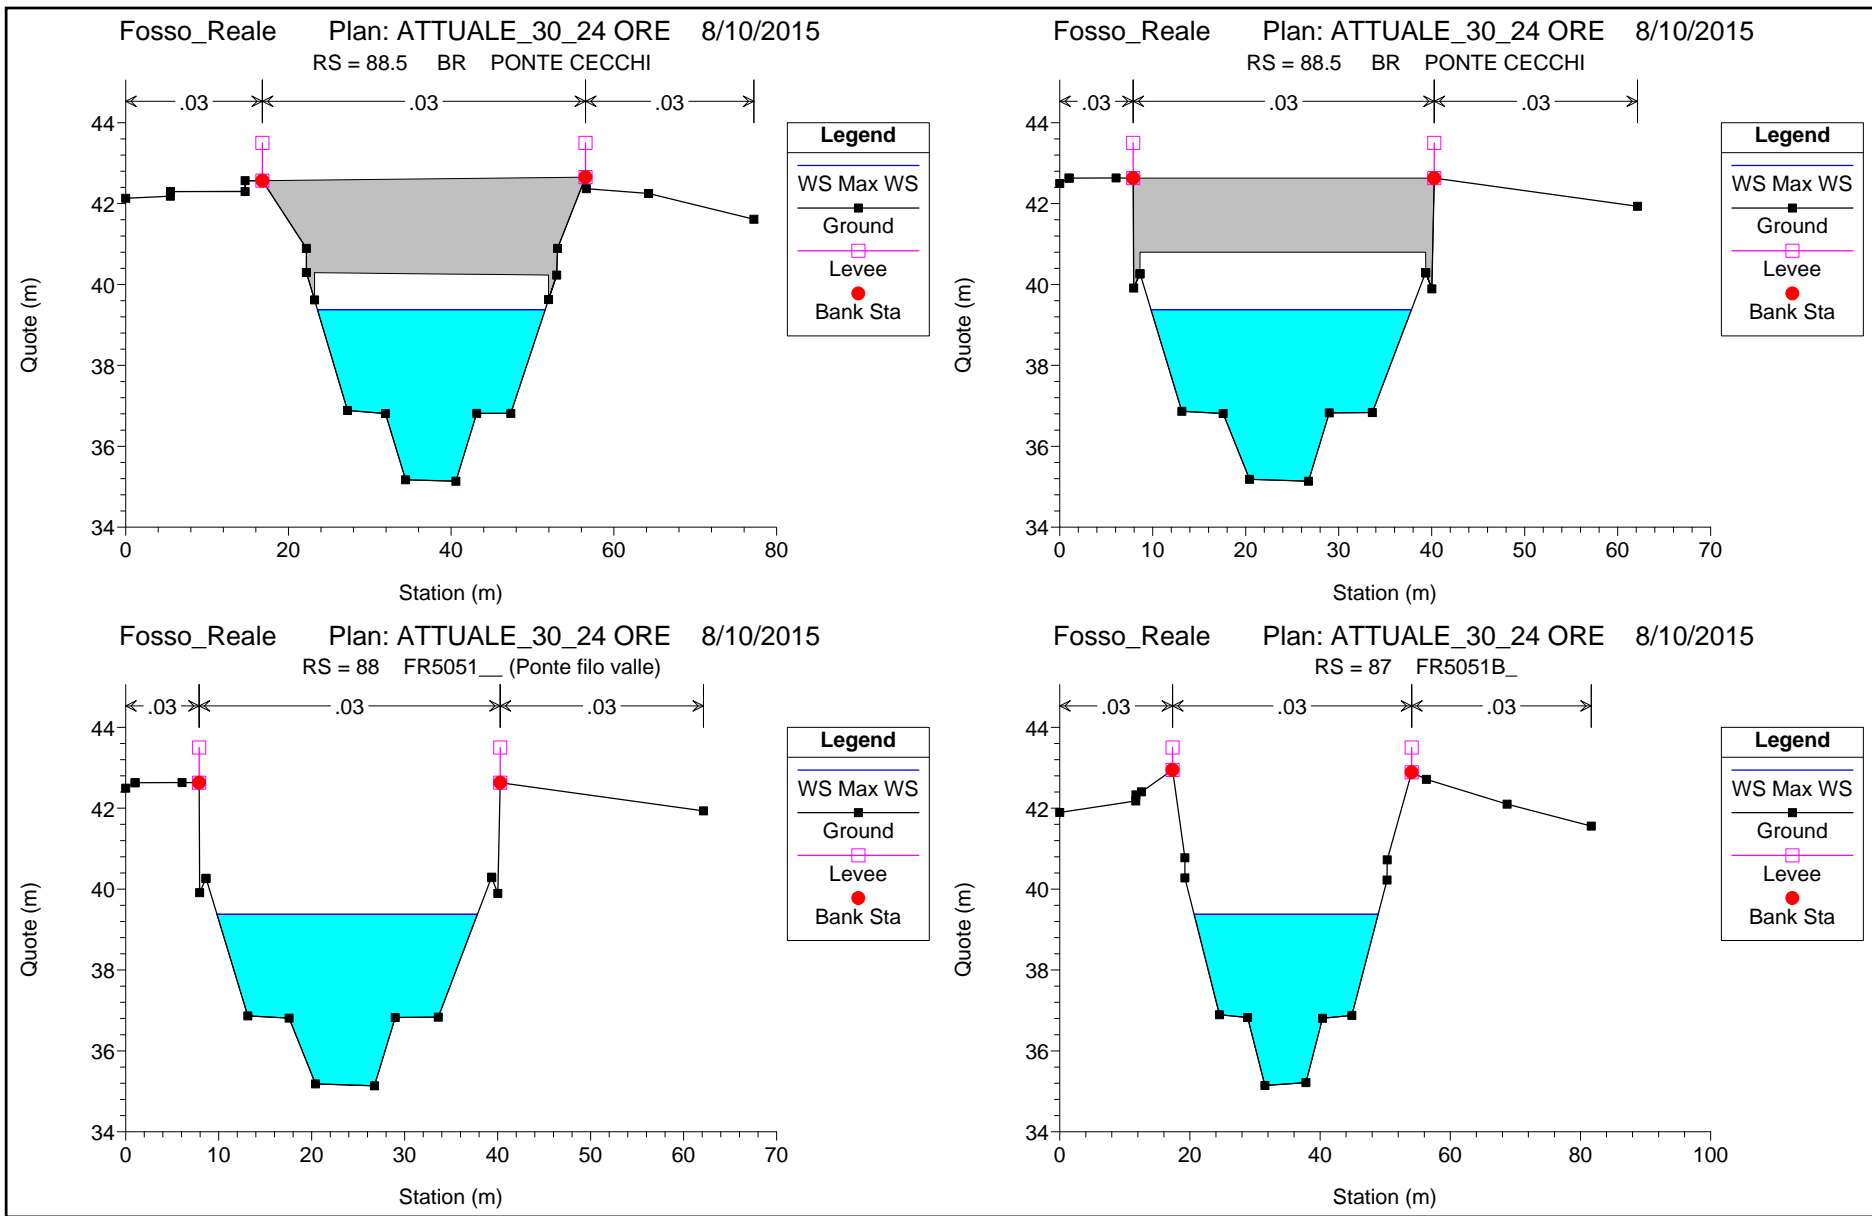 Fosso_Reale Plan: ATTUALE_30_24 ORE 8/10/2015
RS = 88.5 BR PONTE CECCHI
.03 .03 .03
44
42
40
38
36
34
Quote (m)
0 20 40 60 80
Station (m)
Legend
WS Max WS
Ground
Levee
Bank Sta
Fosso_Reale Plan: ATTUALE_30_24 ORE 8/10/2015
RS = 88.5 BR PONTE CECCHI
.03 .03 .03
44
42
40
38
36
34
Quote (m)
0 10 20 30 40 50 60 70
Station (m)
Legend
WS Max WS
Ground
Levee
Bank Sta
Fosso_Reale Plan: ATTUALE_30_24 ORE 8/10/2015
RS = 88 FR5051__ (Ponte filo valle)
.03 .03 .03
44
42
40
38
36
34
Quote (m)
0 10 20 30 40 50 60 70
Station (m)
Legend
WS Max WS
Ground
Levee
Bank Sta
Fosso_Reale Plan: ATTUALE_30_24 ORE 8/10/2015
RS = 87 FR5051B_
.03 .03 .03
44
42
40
38
36
34
Quote (m)
0 20 40 60 80 100
Station (m)
Legend
WS Max WS
Ground
Levee
Bank Sta